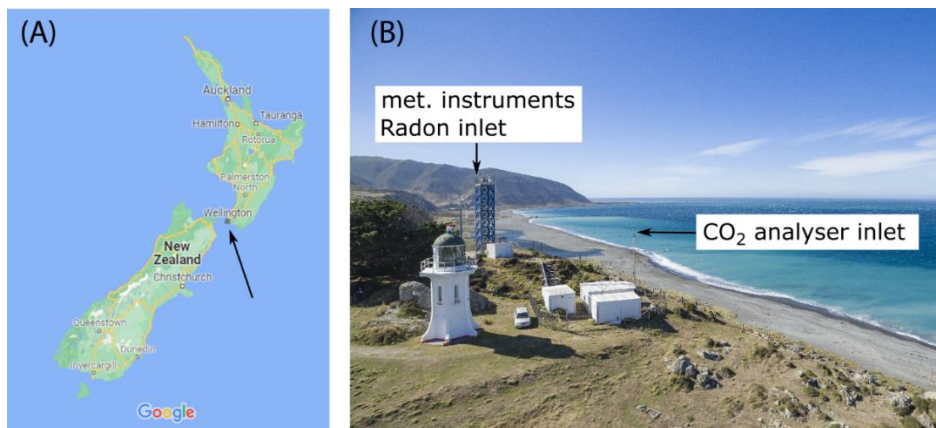 (A)
Auckland
Hamilton
Tauranga
Rotorua
Palmerston
North
Wellington
New
Zealand
Christchurch
Queenstown
Dunedin
Invercargill
Google
(B)
met. instruments
Radon inlet
CO₂ analyser inlet